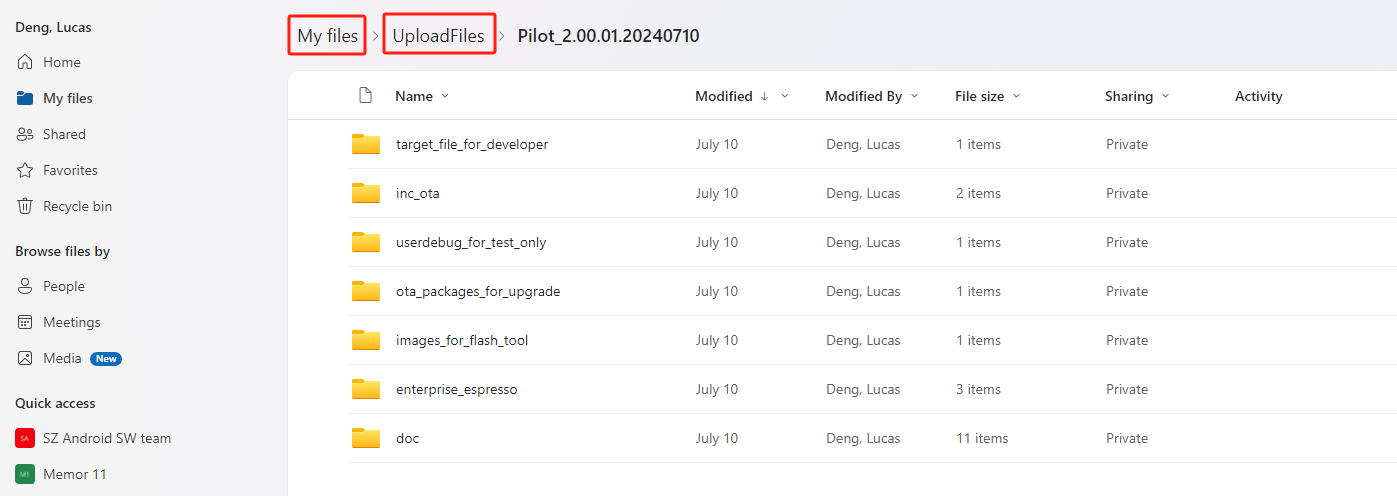 Deng, Lucas
Home
My files
Shared
Favorites
Recycle bin
Browse files by
People
Meetings
Media New
Quick access
SA SZ Android SW team
M1 Memor 11
My files > UploadFiles > Pilot_2.00.01.20240710
Name Modified ↓ Modified By File size Sharing Activity
target_file_for_developer July 10 Deng, Lucas 1 items Private
inc_ota July 10 Deng, Lucas 2 items Private
userdebug_for_test_only July 10 Deng, Lucas 1 items Private
ota_packages_for_upgrade July 10 Deng, Lucas 1 items Private
images_for_flash_tool July 10 Deng, Lucas 1 items Private
enterprise_espresso July 10 Deng, Lucas 3 items Private
doc July 10 Deng, Lucas 11 items Private